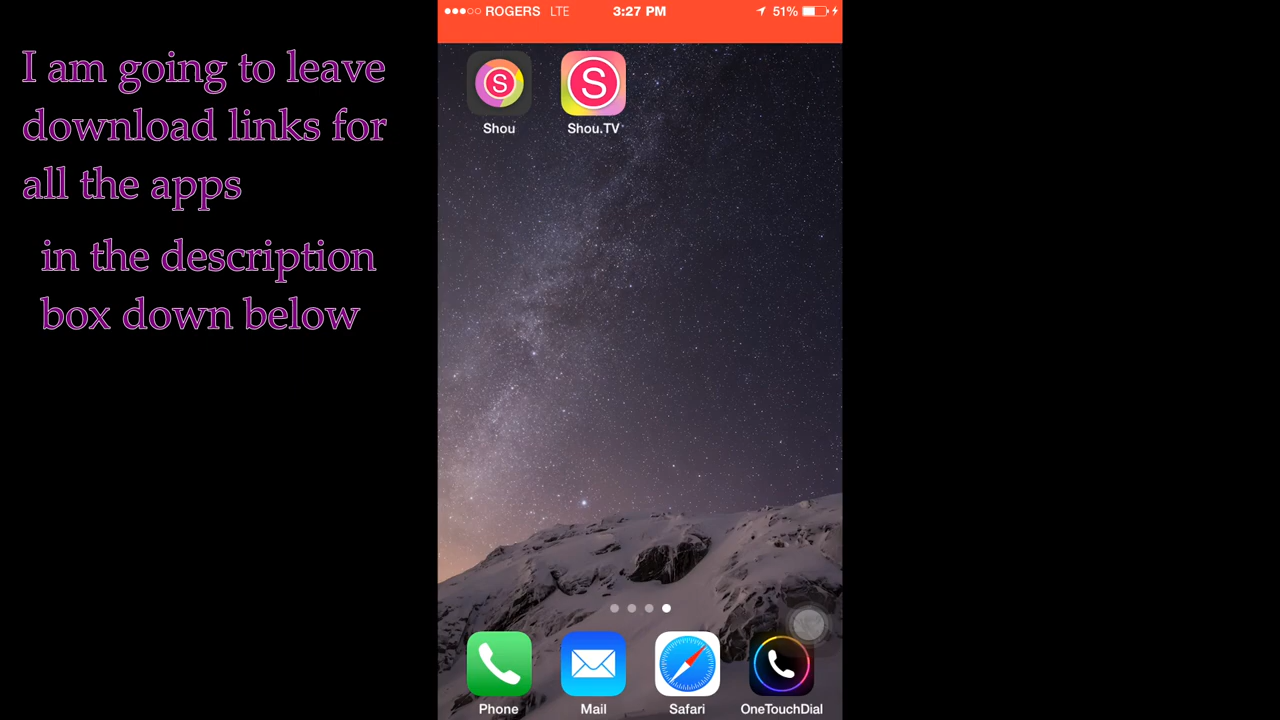 I am going to leave
download links for
all the apps
in the description
box down below
ROGERS LTE 3:27 PM 51%
S S
Shou Shou.TV
Phone Mail Safari OneTouchDial